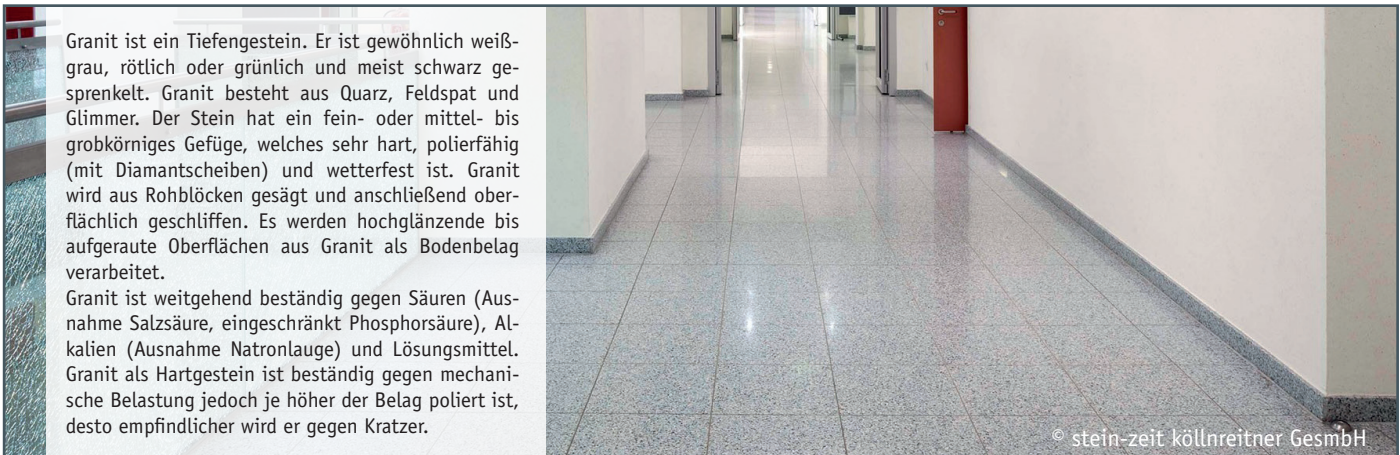 Granit ist ein Tiefengestein. Er ist gewöhnlich weiß-
grau, rötlich oder grünlich und meist schwarz ge-
sprenkelt. Granit besteht aus Quarz, Feldspat und
Glimmer. Der Stein hat ein fein- oder mittel- bis
grobkörniges Gefüge, welches sehr hart, polierfähig
(mit Diamantscheiben) und wetterfest ist. Granit
wird aus Rohblöcken gesägt und anschließend ober-
flächlich geschliffen. Es werden hochglänzende bis
aufgeraute Oberflächen aus Granit als Bodenbelag
verarbeitet.
Granit ist weitgehend beständig gegen Säuren (Aus-
nahme Salzsäure, eingeschränkt Phosphorsäure), Al-
kalien (Ausnahme Natronlauge) und Lösungsmittel.
Granit als Hartgestein ist beständig gegen mechani-
sche Belastung jedoch je höher der Belag poliert ist,
desto empfindlicher wird er gegen Kratzer.
© stein-zeit köllnreitner GesmbH